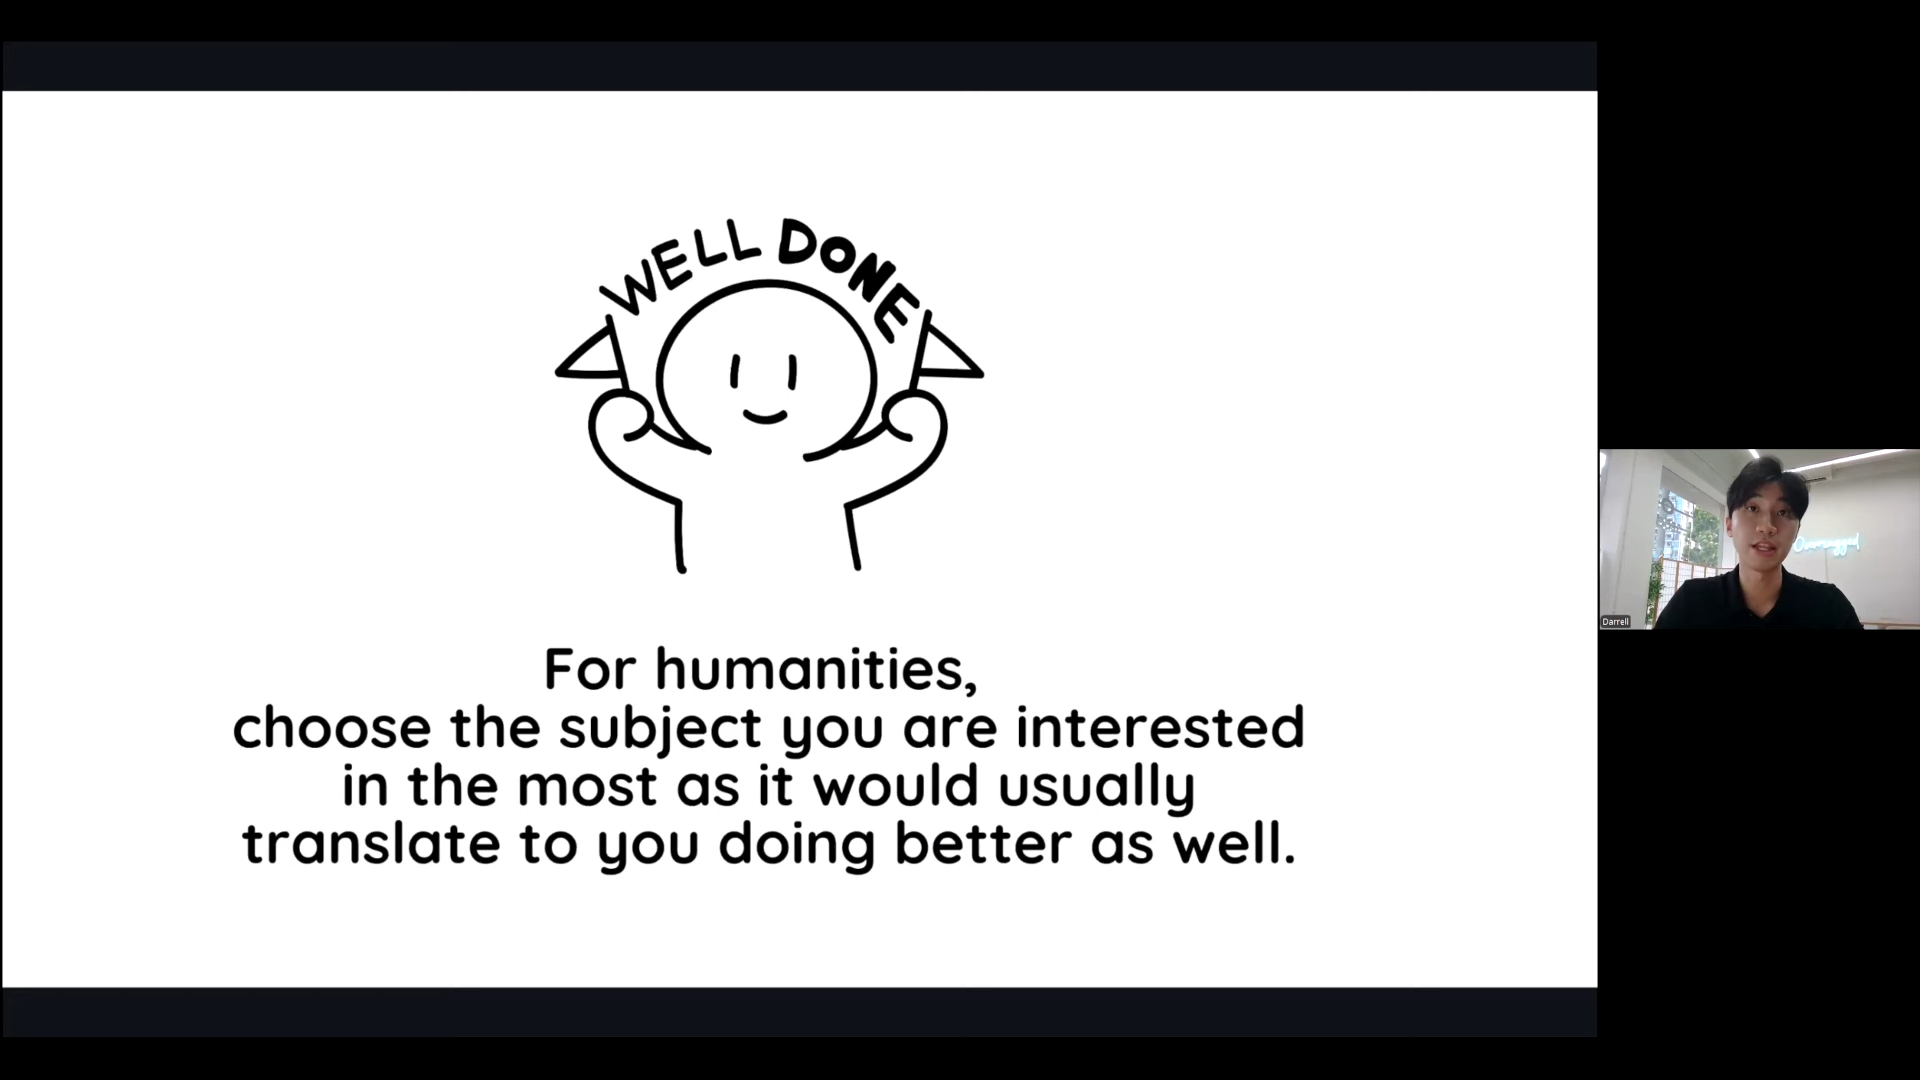 WELL DONE
For humanities,
choose the subject you are interested
in the most as it would usually
translate to you doing better as well.
Overmugged
Darrell